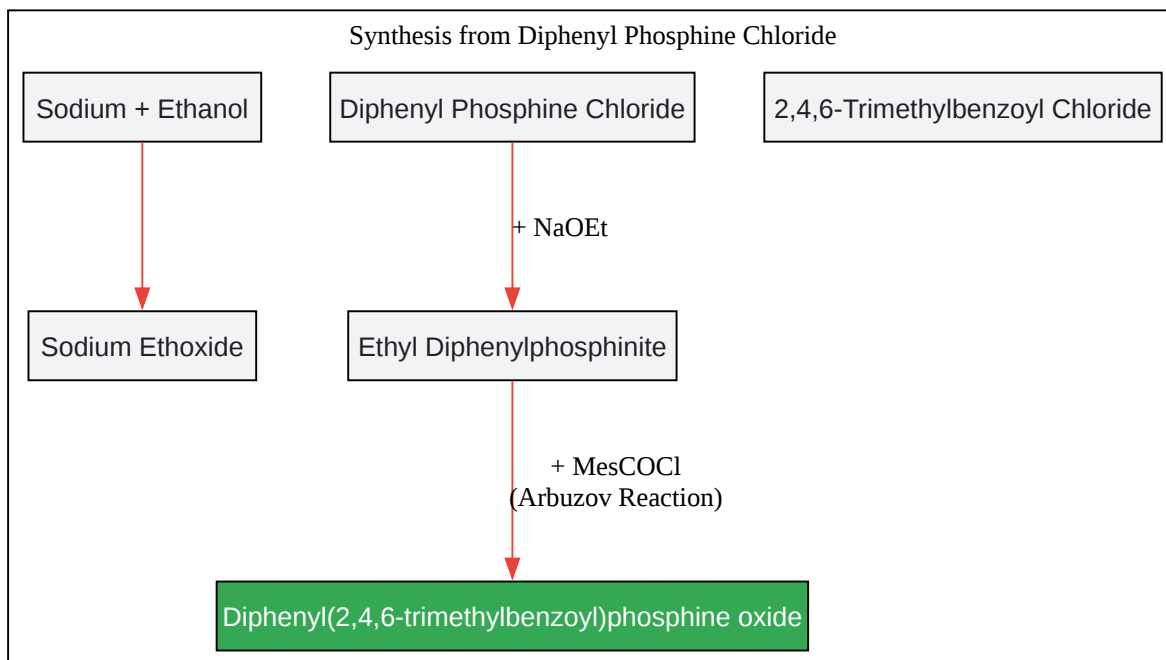 Synthesis from Diphenyl Phosphine Chloride
Sodium + Ethanol
Diphenyl Phosphine Chloride
2,4,6-Trimethylbenzoyl Chloride
+ NaOEt
Sodium Ethoxide
Ethyl Diphenylphosphinite
+ MesCOCl
(Arbuzov Reaction)
Diphenyl(2,4,6-trimethylbenzoyl)phosphine oxide